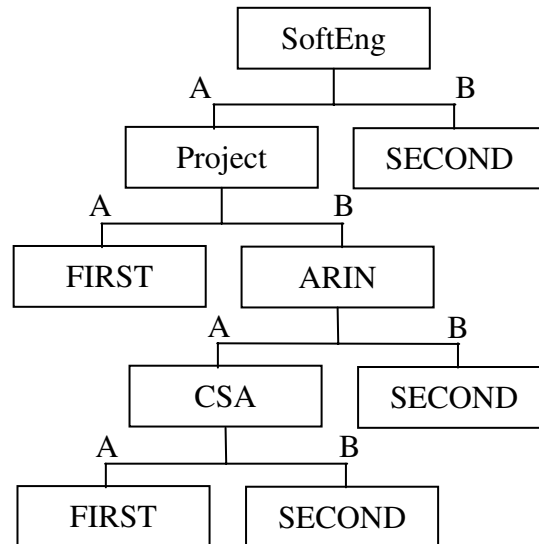 SoftEng
A B
Project SECOND
A B
FIRST ARIN
A B
CSA SECOND
A B
FIRST SECOND